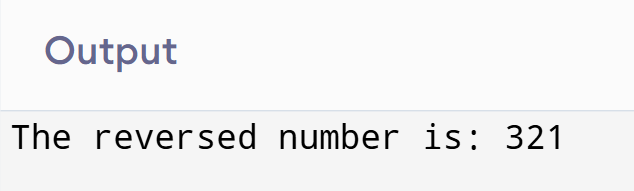 Output
The reversed number is: 321